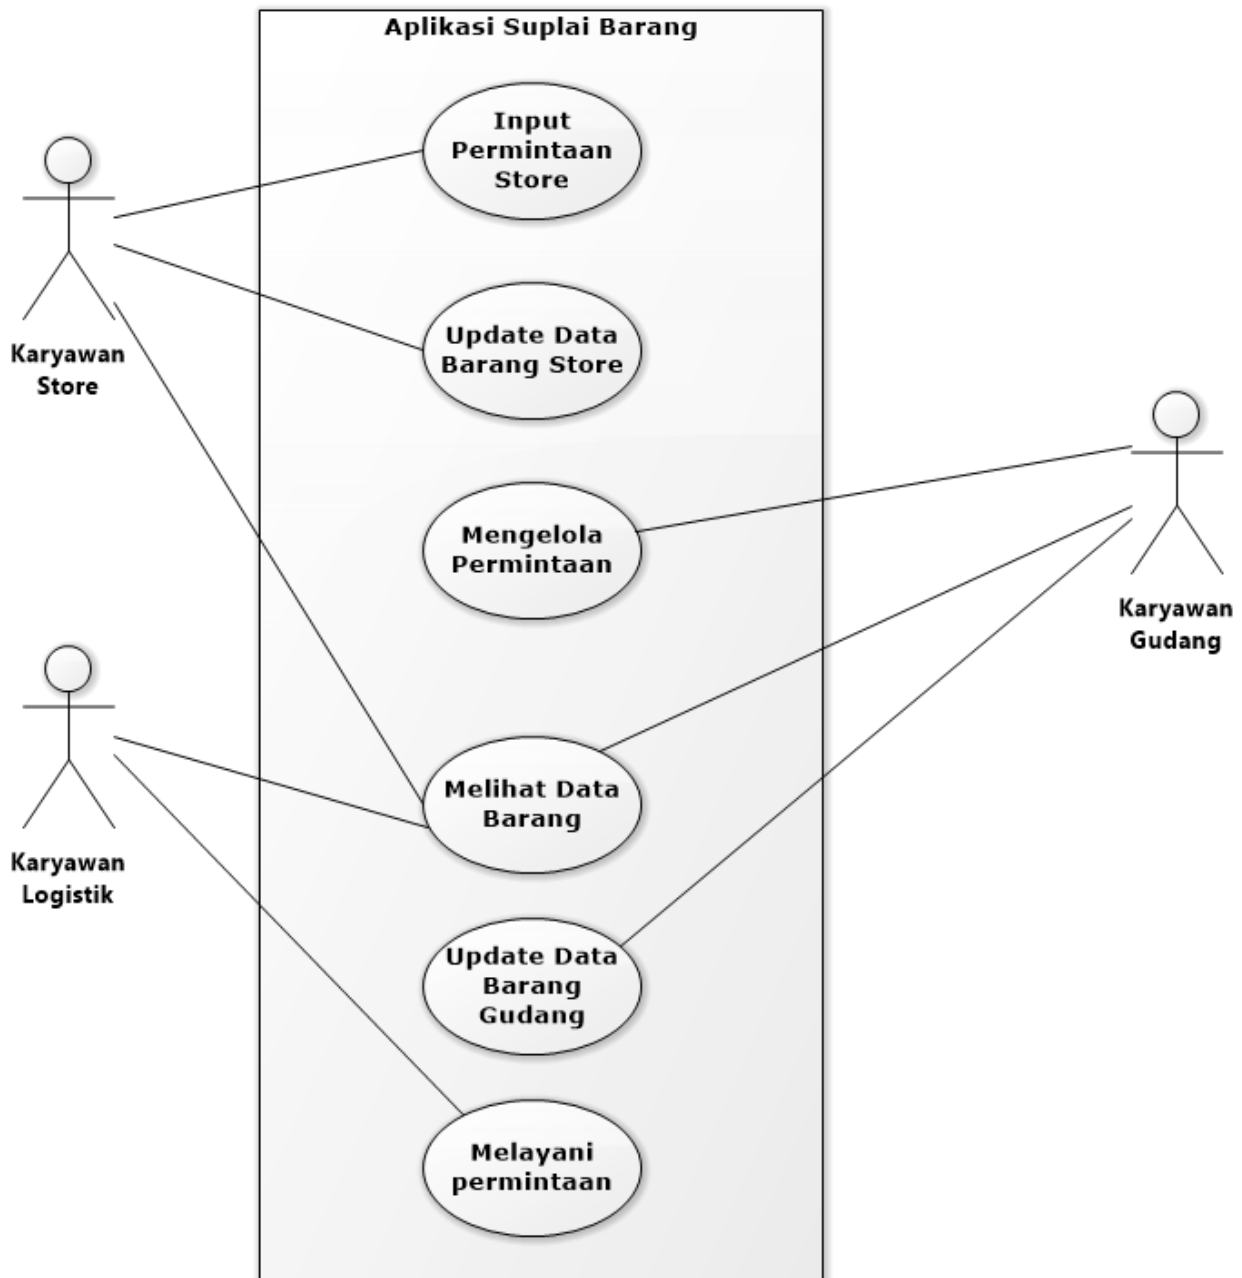 Aplikasi Suplai Barang
Input
Permintaan
Store
Karyawan
Store
Update Data
Barang Store
Mengelola
Permintaan
Karyawan
Gudang
Melihat Data
Barang
Karyawan
Logistik
Update Data
Barang
Gudang
Melayani
permintaan